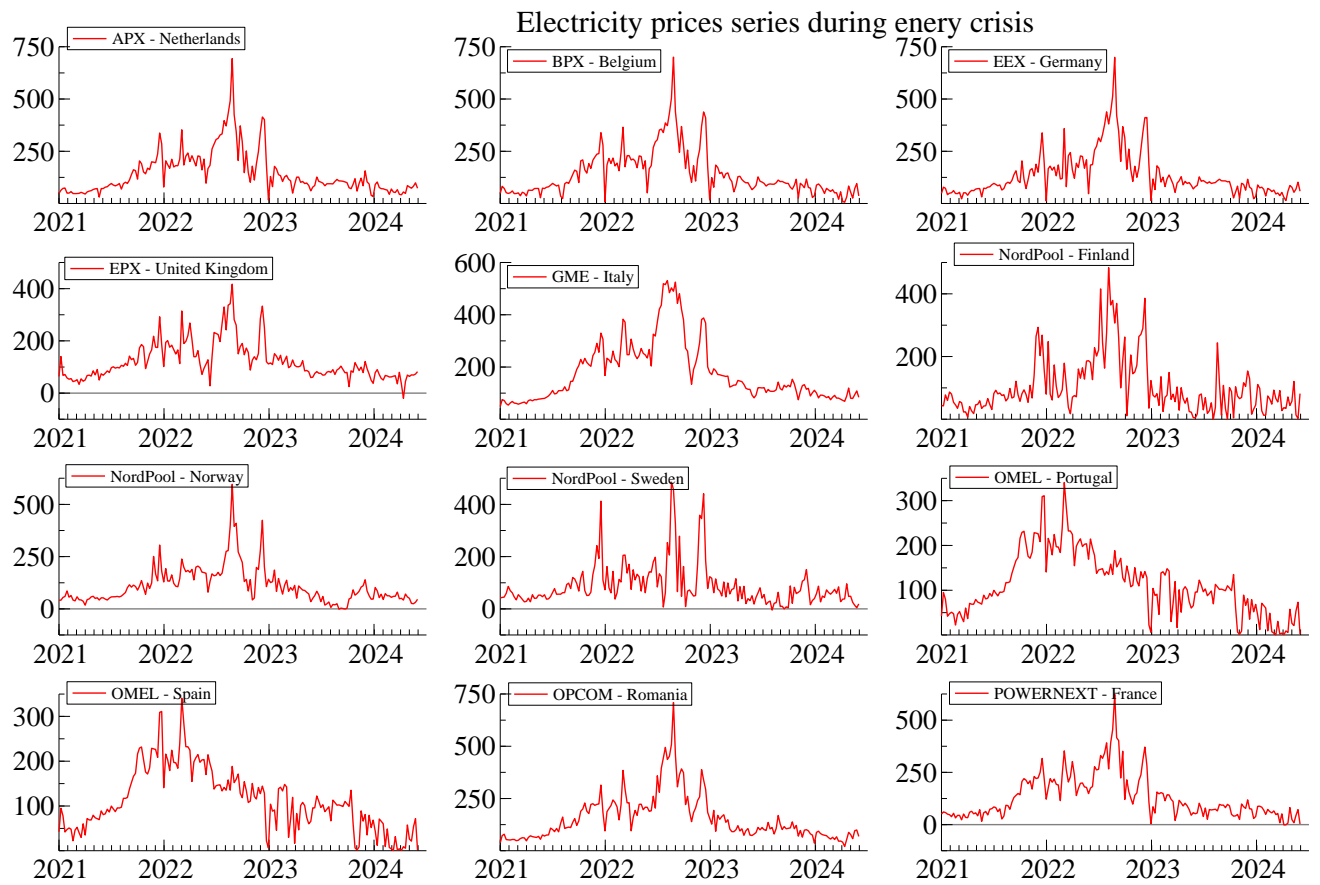 Electricity prices series during enery crisis
APX - Netherlands
750
500
250
2021 2022 2023 2024
BPX - Belgium
750
500
250
2021 2022 2023 2024
EEX - Germany
750
500
250
2021 2022 2023 2024
EPX - United Kingdom
400
200
0
2021 2022 2023 2024
GME - Italy
600
400
200
2021 2022 2023 2024
NordPool - Finland
400
200
2021 2022 2023 2024
NordPool - Norway
500
250
0
2021 2022 2023 2024
NordPool - Sweden
400
200
0
2021 2022 2023 2024
OMEL - Portugal
300
200
100
2021 2022 2023 2024
OMEL - Spain
300
200
100
2021 2022 2023 2024
OPCOM - Romania
750
500
250
2021 2022 2023 2024
POWERNEXT - France
500
250
0
2021 2022 2023 2024